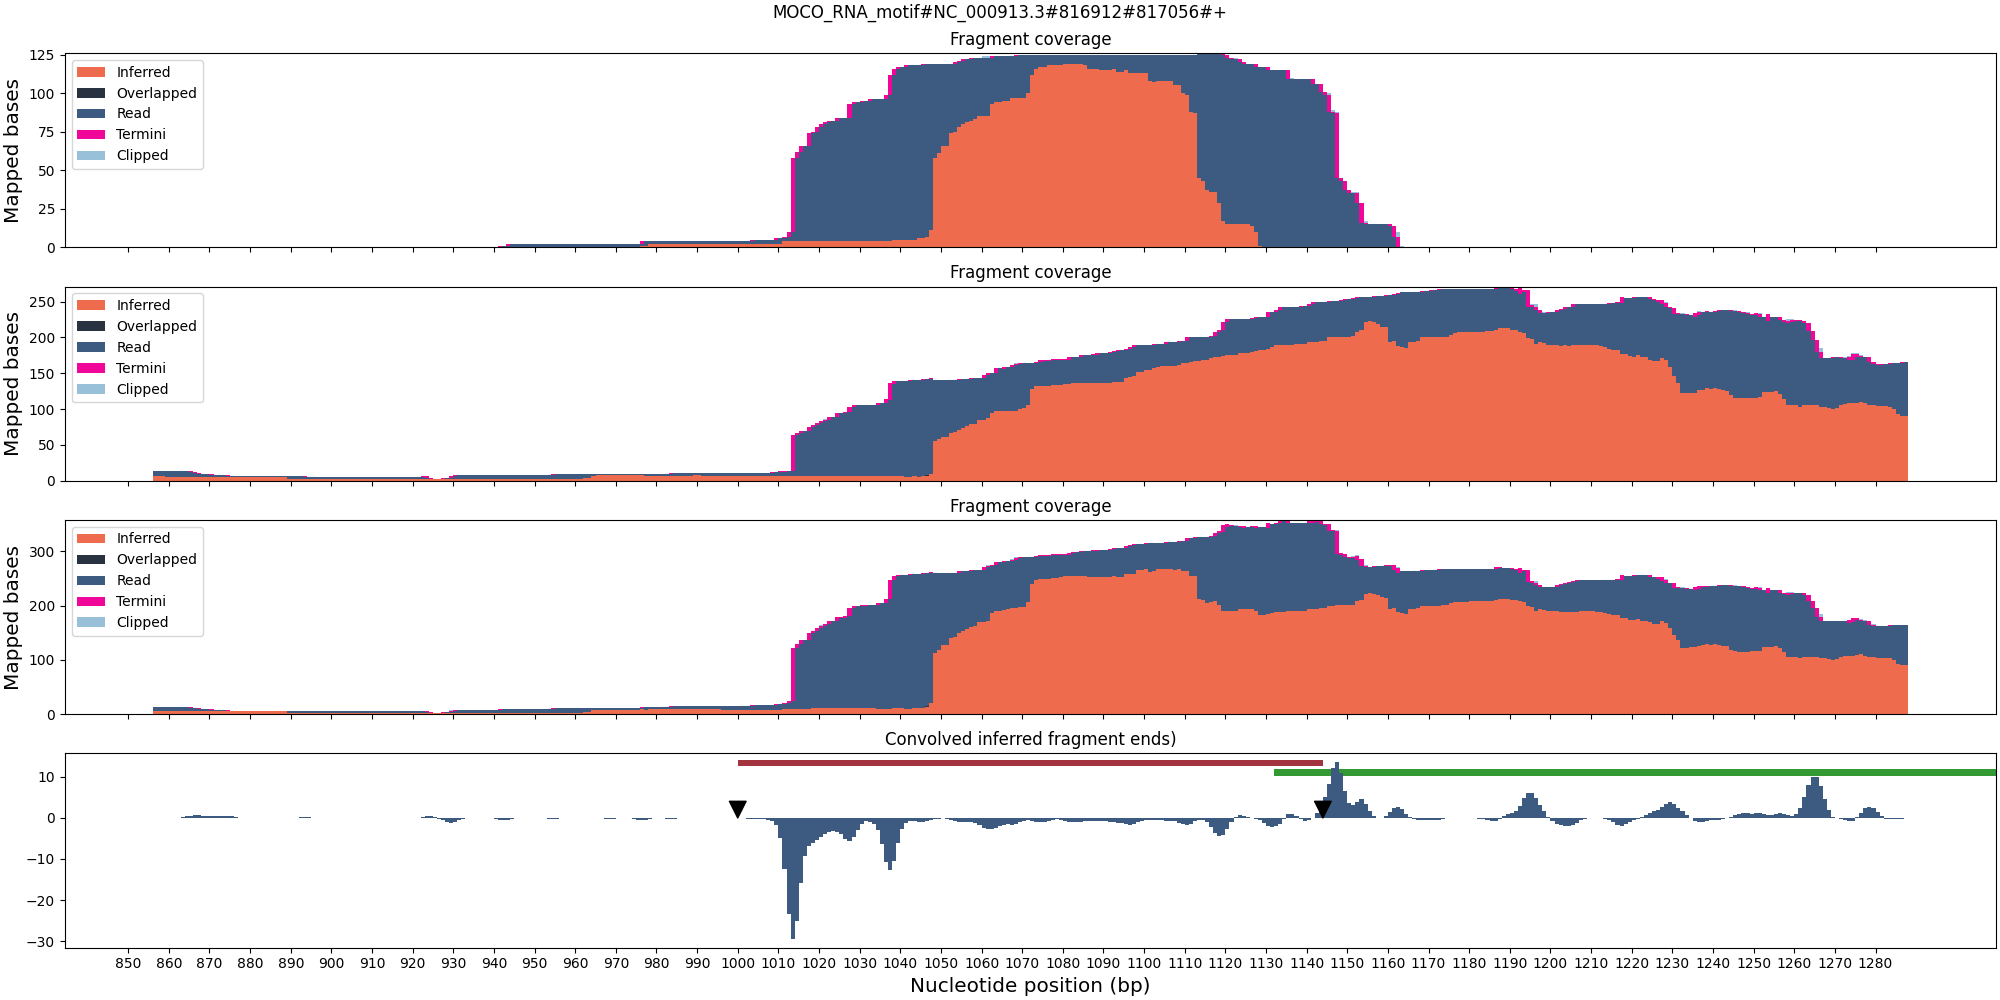 MOCO_RNA_motif#NC_000913.3#816912#817056#+
Fragment coverage
125
100
75
50
25
0
Mapped bases
Inferred
Overlapped
Read
Termini
Clipped
Fragment coverage
250
200
150
100
50
0
Mapped bases
Inferred
Overlapped
Read
Termini
Clipped
Fragment coverage
300
200
100
0
Mapped bases
Inferred
Overlapped
Read
Termini
Clipped
Convolved inferred fragment ends)
10
0
−10
−20
−30
850 860 870 880 890 900 910 920 930 940 950 960 970 980 990 1000 1010 1020 1030 1040 1050 1060 1070 1080 1090 1100 1110 1120 1130 1140 1150 1160 1170 1180 1190 1200 1210 1220 1230 1240 1250 1260 1270 1280
Nucleotide position (bp)